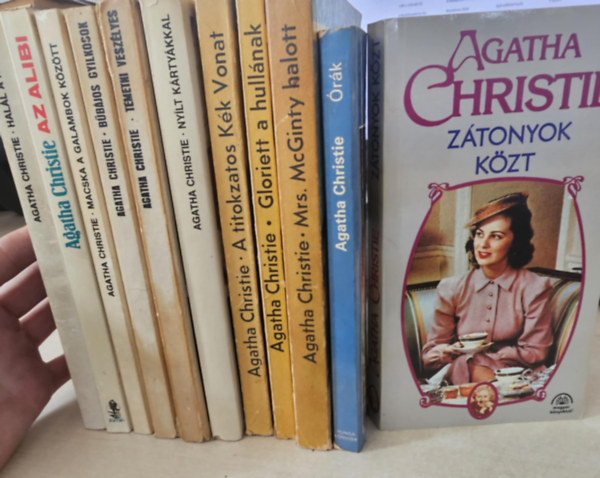 AGATHA CHRISTIE · HALÁL A
Agatha Christie AZ ALIBI
AGATHA CHRISTIE · MACSKA A GALAMBOK KÖZÖTT
AGATHA CHRISTIE · BŰBÁJOS GYILKOSOK
AGATHA CHRISTIE · TEMETNI VESZÉLYES
AGATHA CHRISTIE · NYÍLT KÁRTYÁKKAL
Agatha Christie · A titokzatos Kék Vonat
Agatha Christie · Gloriett a hullának
Agatha Christie · Mrs. McGinty halott
Agatha Christie Órák
AGATHA
CHRISTIE
ZÁTONYOK
KÖZT